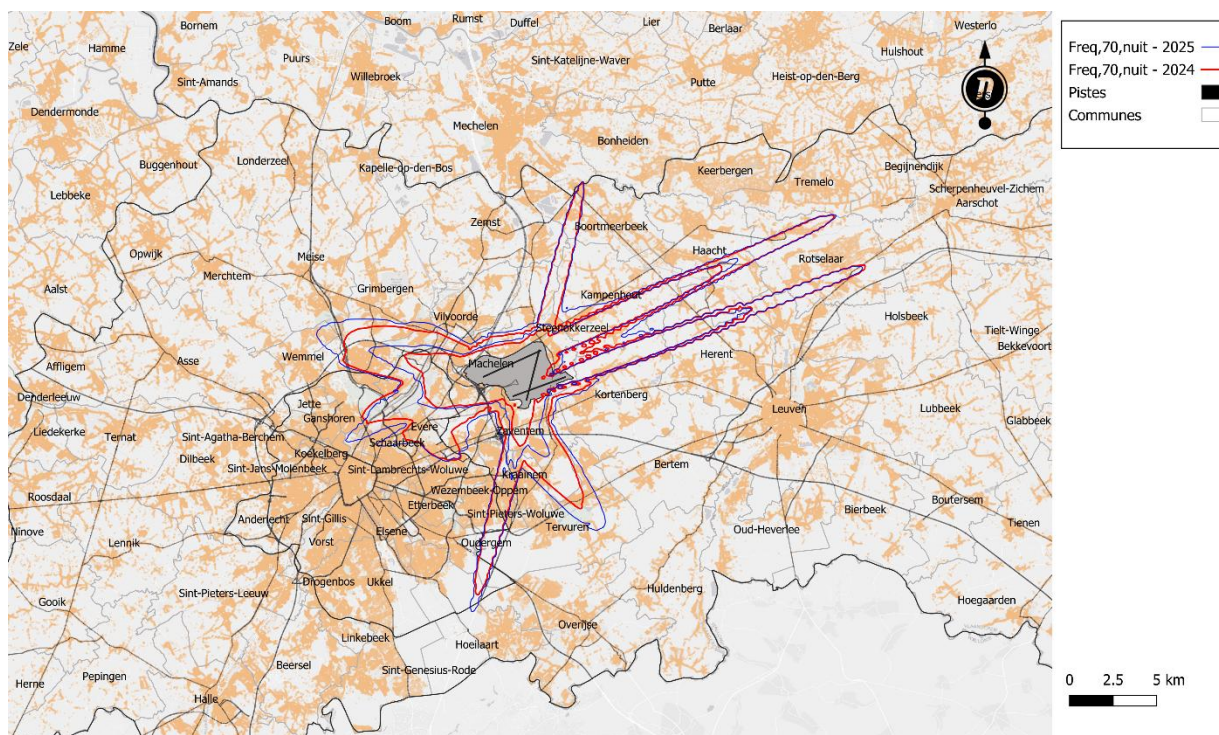 Bornem
Boom
Rumst
Duffel
Lier
Berlaar
Westerlo
Zele
Hamme
Puurs
Hulshout
Sint-Amands
Willebroek
Sint-Katelijne-Waver
Putte
Heist-op-den-Berg
Dendermonde
Mechelen
Bonheiden
Buggenhout
Londerzeel
Kapelle-op-den-Bos
Keerbergen
Tremelo
Begijnendijk
Lebbeke
Scherpenheuvel-Zichem
Aarschot
Zemst
Boortmeerbeek
Opwijk
Meise
Haacht
Rotselaar
Merchtem
Aalst
Grimbergen
Kampenhout
Vilvoorde
Holsbeek
Steenokkerzeel
Tielt-Winge
Bekkevoort
Affligem
Asse
Wemmel
Machelen
Herent
Denderleeuw
Jette
Kortenberg
Leuven
Lubbeek
Glabbeek
Liedekerke
Ternat
Ganshoren
Evere
Zaventem
Sint-Agatha-Berchem
Schaarbeek
Dilbeek
Koekelberg
Sint-Jans-Molenbeek
Sint-Lambrechts-Woluwe
Kraainem
Bertem
Roosdaal
Wezembeek-Oppem
Etterbeek
Boutersem
Anderlecht
Sint-Gillis
Sint-Pieters-Woluwe
Bierbeek
Tienen
Ninove
Lennik
Vorst
Elsene
Oudergem
Tervuren
Oud-Heverlee
Drogenbos
Ukkel
Gooik
Sint-Pieters-Leeuw
Huldenberg
Hoegaarden
Linkebeek
Overijse
Hoeilaart
Beersel
Sint-Genesius-Rode
Herne
Pepingen
Halle
Freq,70,nuit - 2025
Freq,70,nuit - 2024
Pistes
Communes
0 2.5 5 km